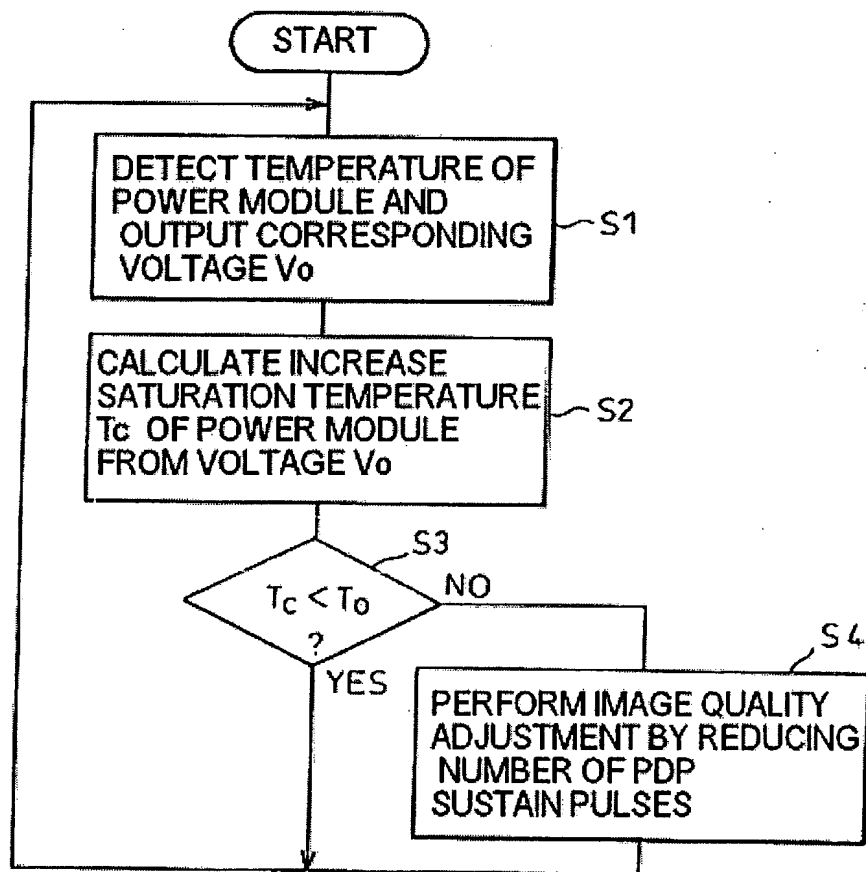 START
DETECT TEMPERATURE OF
POWER MODULE AND
OUTPUT CORRESPONDING
VOLTAGE Vo
S1
CALCULATE INCREASE
SATURATION TEMPERATURE
Tc OF POWER MODULE
FROM VOLTAGE Vo
S2
S3
Tc < To
?
NO
YES
S4
PERFORM IMAGE QUALITY
ADJUSTMENT BY REDUCING
NUMBER OF PDP
SUSTAIN PULSES